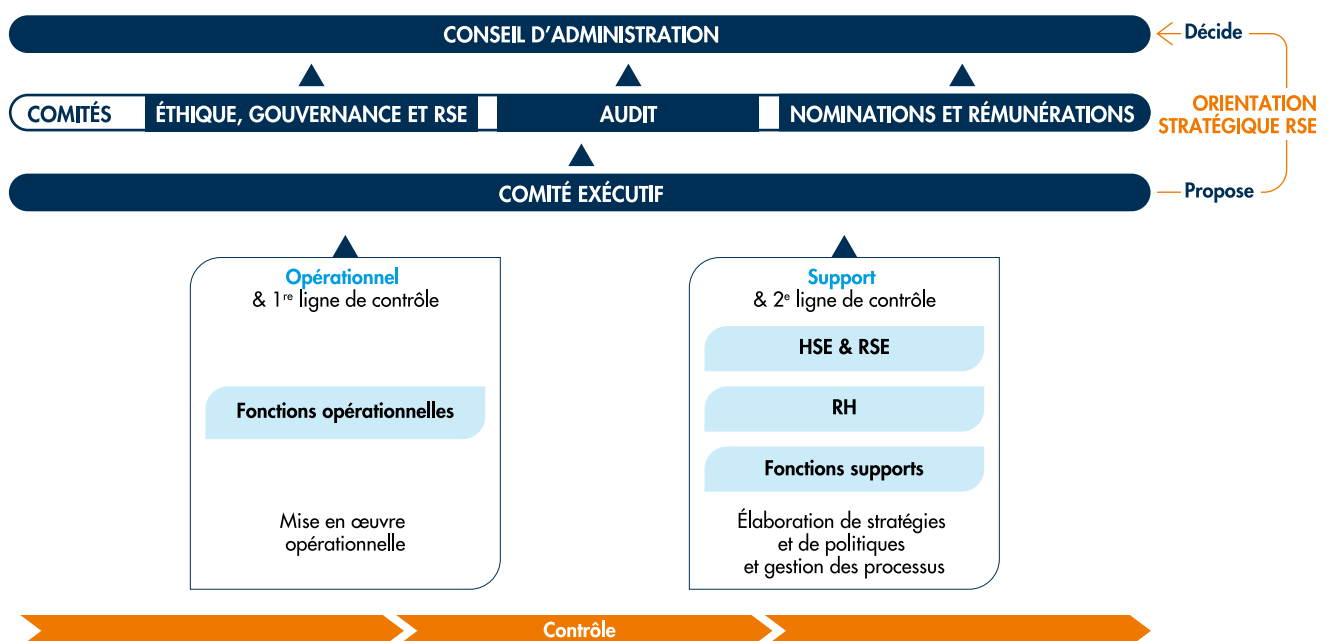 CONSEIL D’ADMINISTRATION
Décide
COMITÉS
ÉTHIQUE, GOUVERNANCE ET RSE
AUDIT
NOMINATIONS ET RÉMUNÉRATIONS
ORIENTATION
STRATÉGIQUE RSE
COMITÉ EXÉCUTIF
Propose
Opérationnel
& 1re ligne de contrôle
Fonctions opérationnelles
Mise en œuvre
opérationnelle
Support
& 2e ligne de contrôle
HSE & RSE
RH
Fonctions supports
Élaboration de stratégies
et de politiques
et gestion des processus
Contrôle